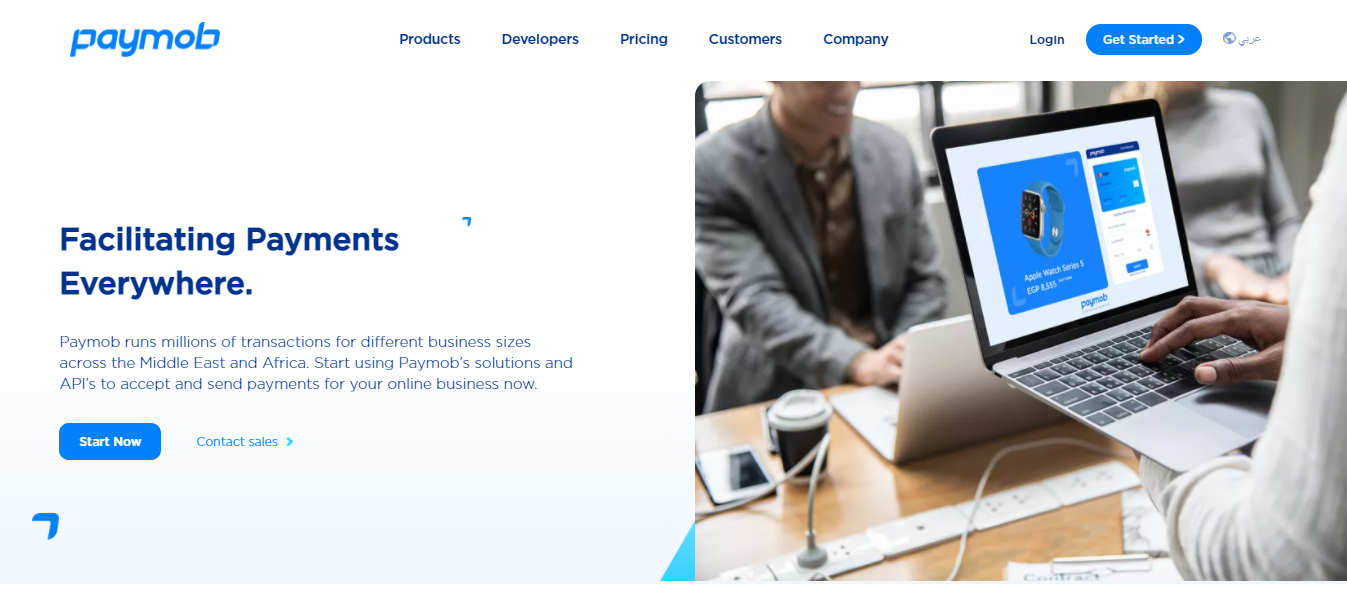 paymob
Products
Developers
Pricing
Customers
Company
Login
Get Started >
عربي
Facilitating Payments
Everywhere.
Paymob runs millions of transactions for different business sizes
across the Middle East and Africa. Start using Paymob’s solutions and
API’s to accept and send payments for your online business now.
Start Now
Contact sales >
paymob
Apple Watch Series 5
EGP 8,555
paymob
Contract